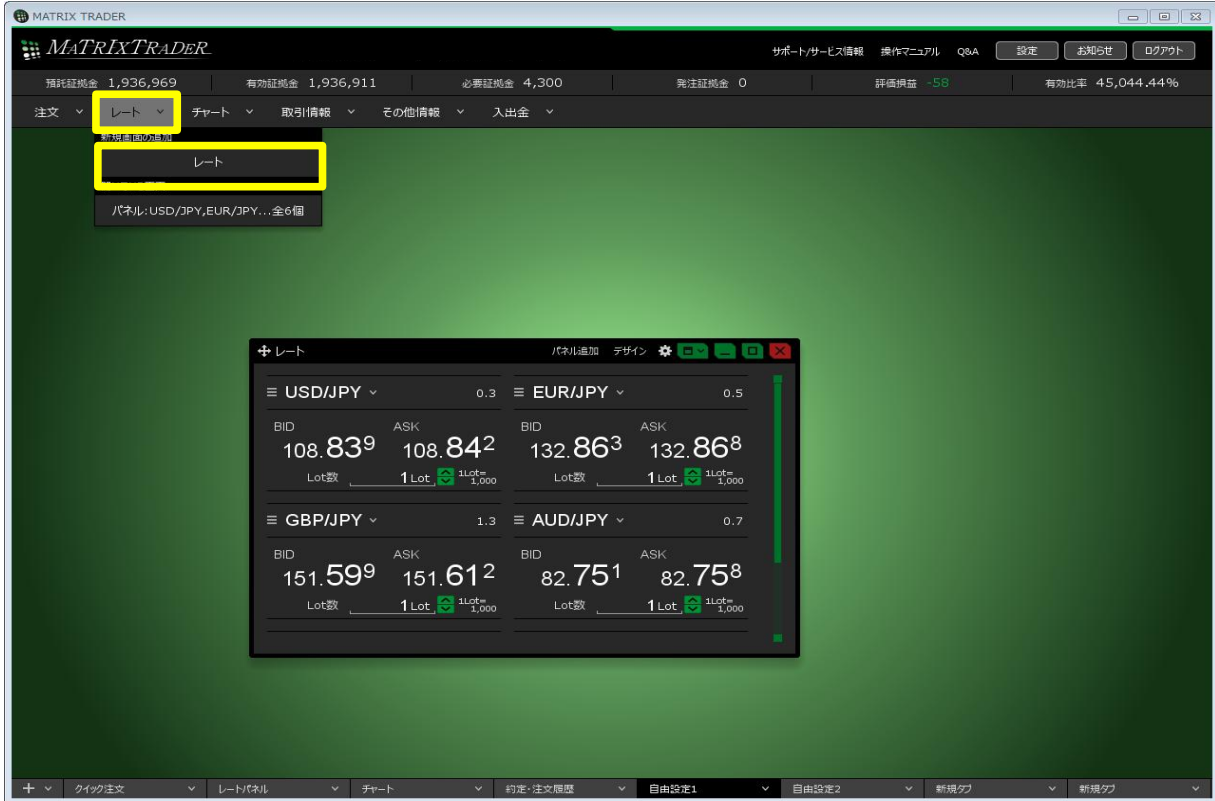 MATRIX TRADER
MATRIXTRADER サポート/サービス情報 操作マニュアル Q&A 設定 お知らせ ログアウト
預託証拠金 1,936,969 有効証拠金 1,936,911 必要証拠金 4,300 発注証拠金 0 評価損益 -58 有効比率 45,044.44%
注文 レート チャート 取引情報 その他情報 入出金
新規画面の追加
レート
パネル:USD/JPY,EUR/JPY...全6個
レート パネル追加 デザイン
USD/JPY 0.3 EUR/JPY 0.5
BID ASK BID ASK
108.839 108.842 132.863 132.868
Lot数 1 Lot 1Lot=1,000 Lot数 1 Lot 1Lot=1,000
GBP/JPY 1.3 AUD/JPY 0.7
BID ASK BID ASK
151.599 151.612 82.751 82.758
Lot数 1 Lot 1Lot=1,000 Lot数 1 Lot 1Lot=1,000
クイック注文 レートパネル チャート 約定・注文履歴 自由設定1 自由設定2 新規タブ 新規タブ